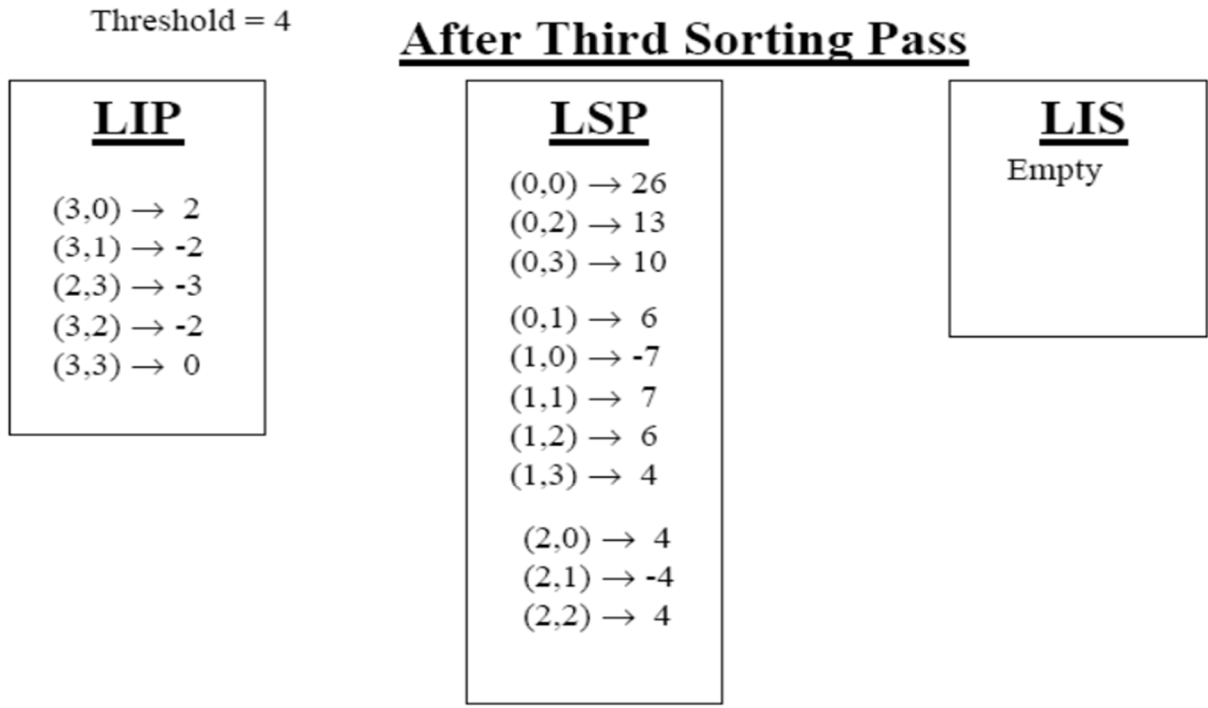 Threshold = 4
After Third Sorting Pass
LIP
(3,0) → 2
(3,1) → -2
(2,3) → -3
(3,2) → -2
(3,3) → 0
LSP
(0,0) → 26
(0,2) → 13
(0,3) → 10
(0,1) → 6
(1,0) → -7
(1,1) → 7
(1,2) → 6
(1,3) → 4
(2,0) → 4
(2,1) → -4
(2,2) → 4
LIS
Empty